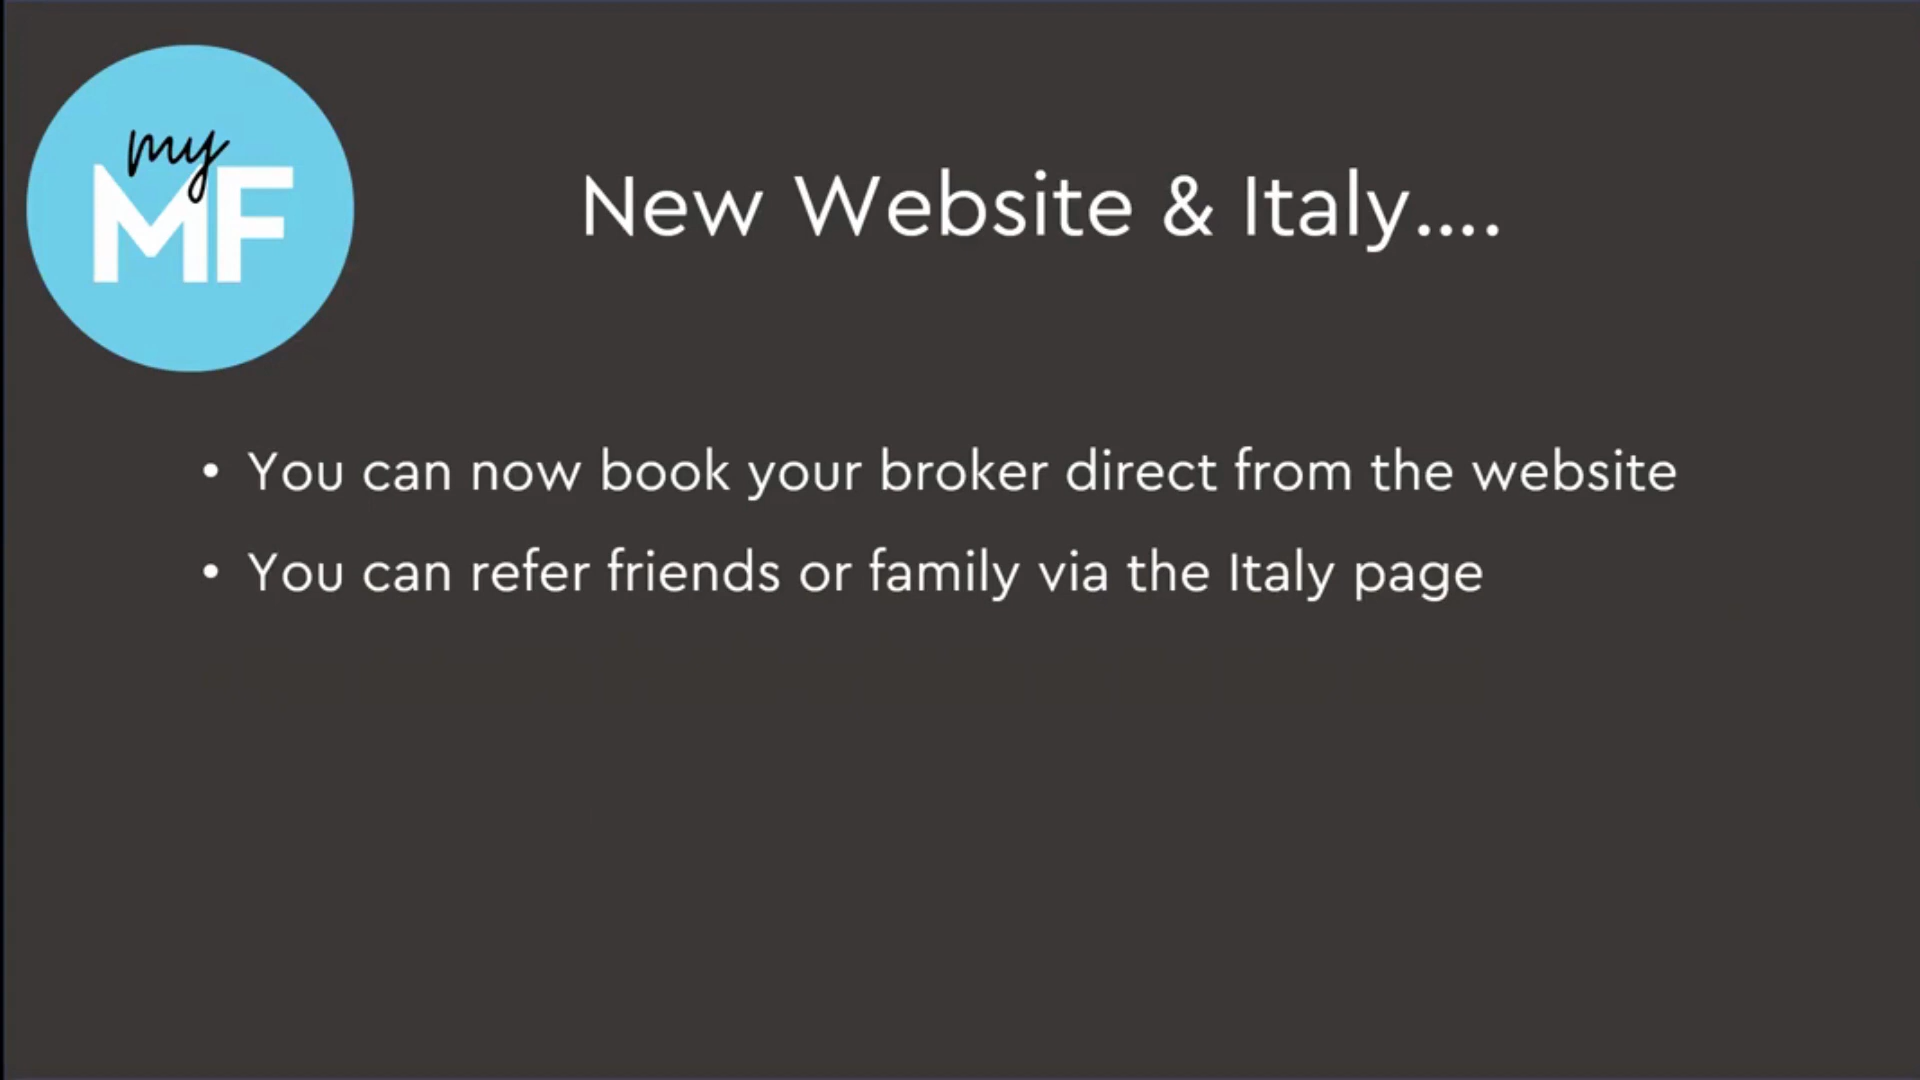 my
MF
New Website & Italy....
• You can now book your broker direct from the website
• You can refer friends or family via the Italy page